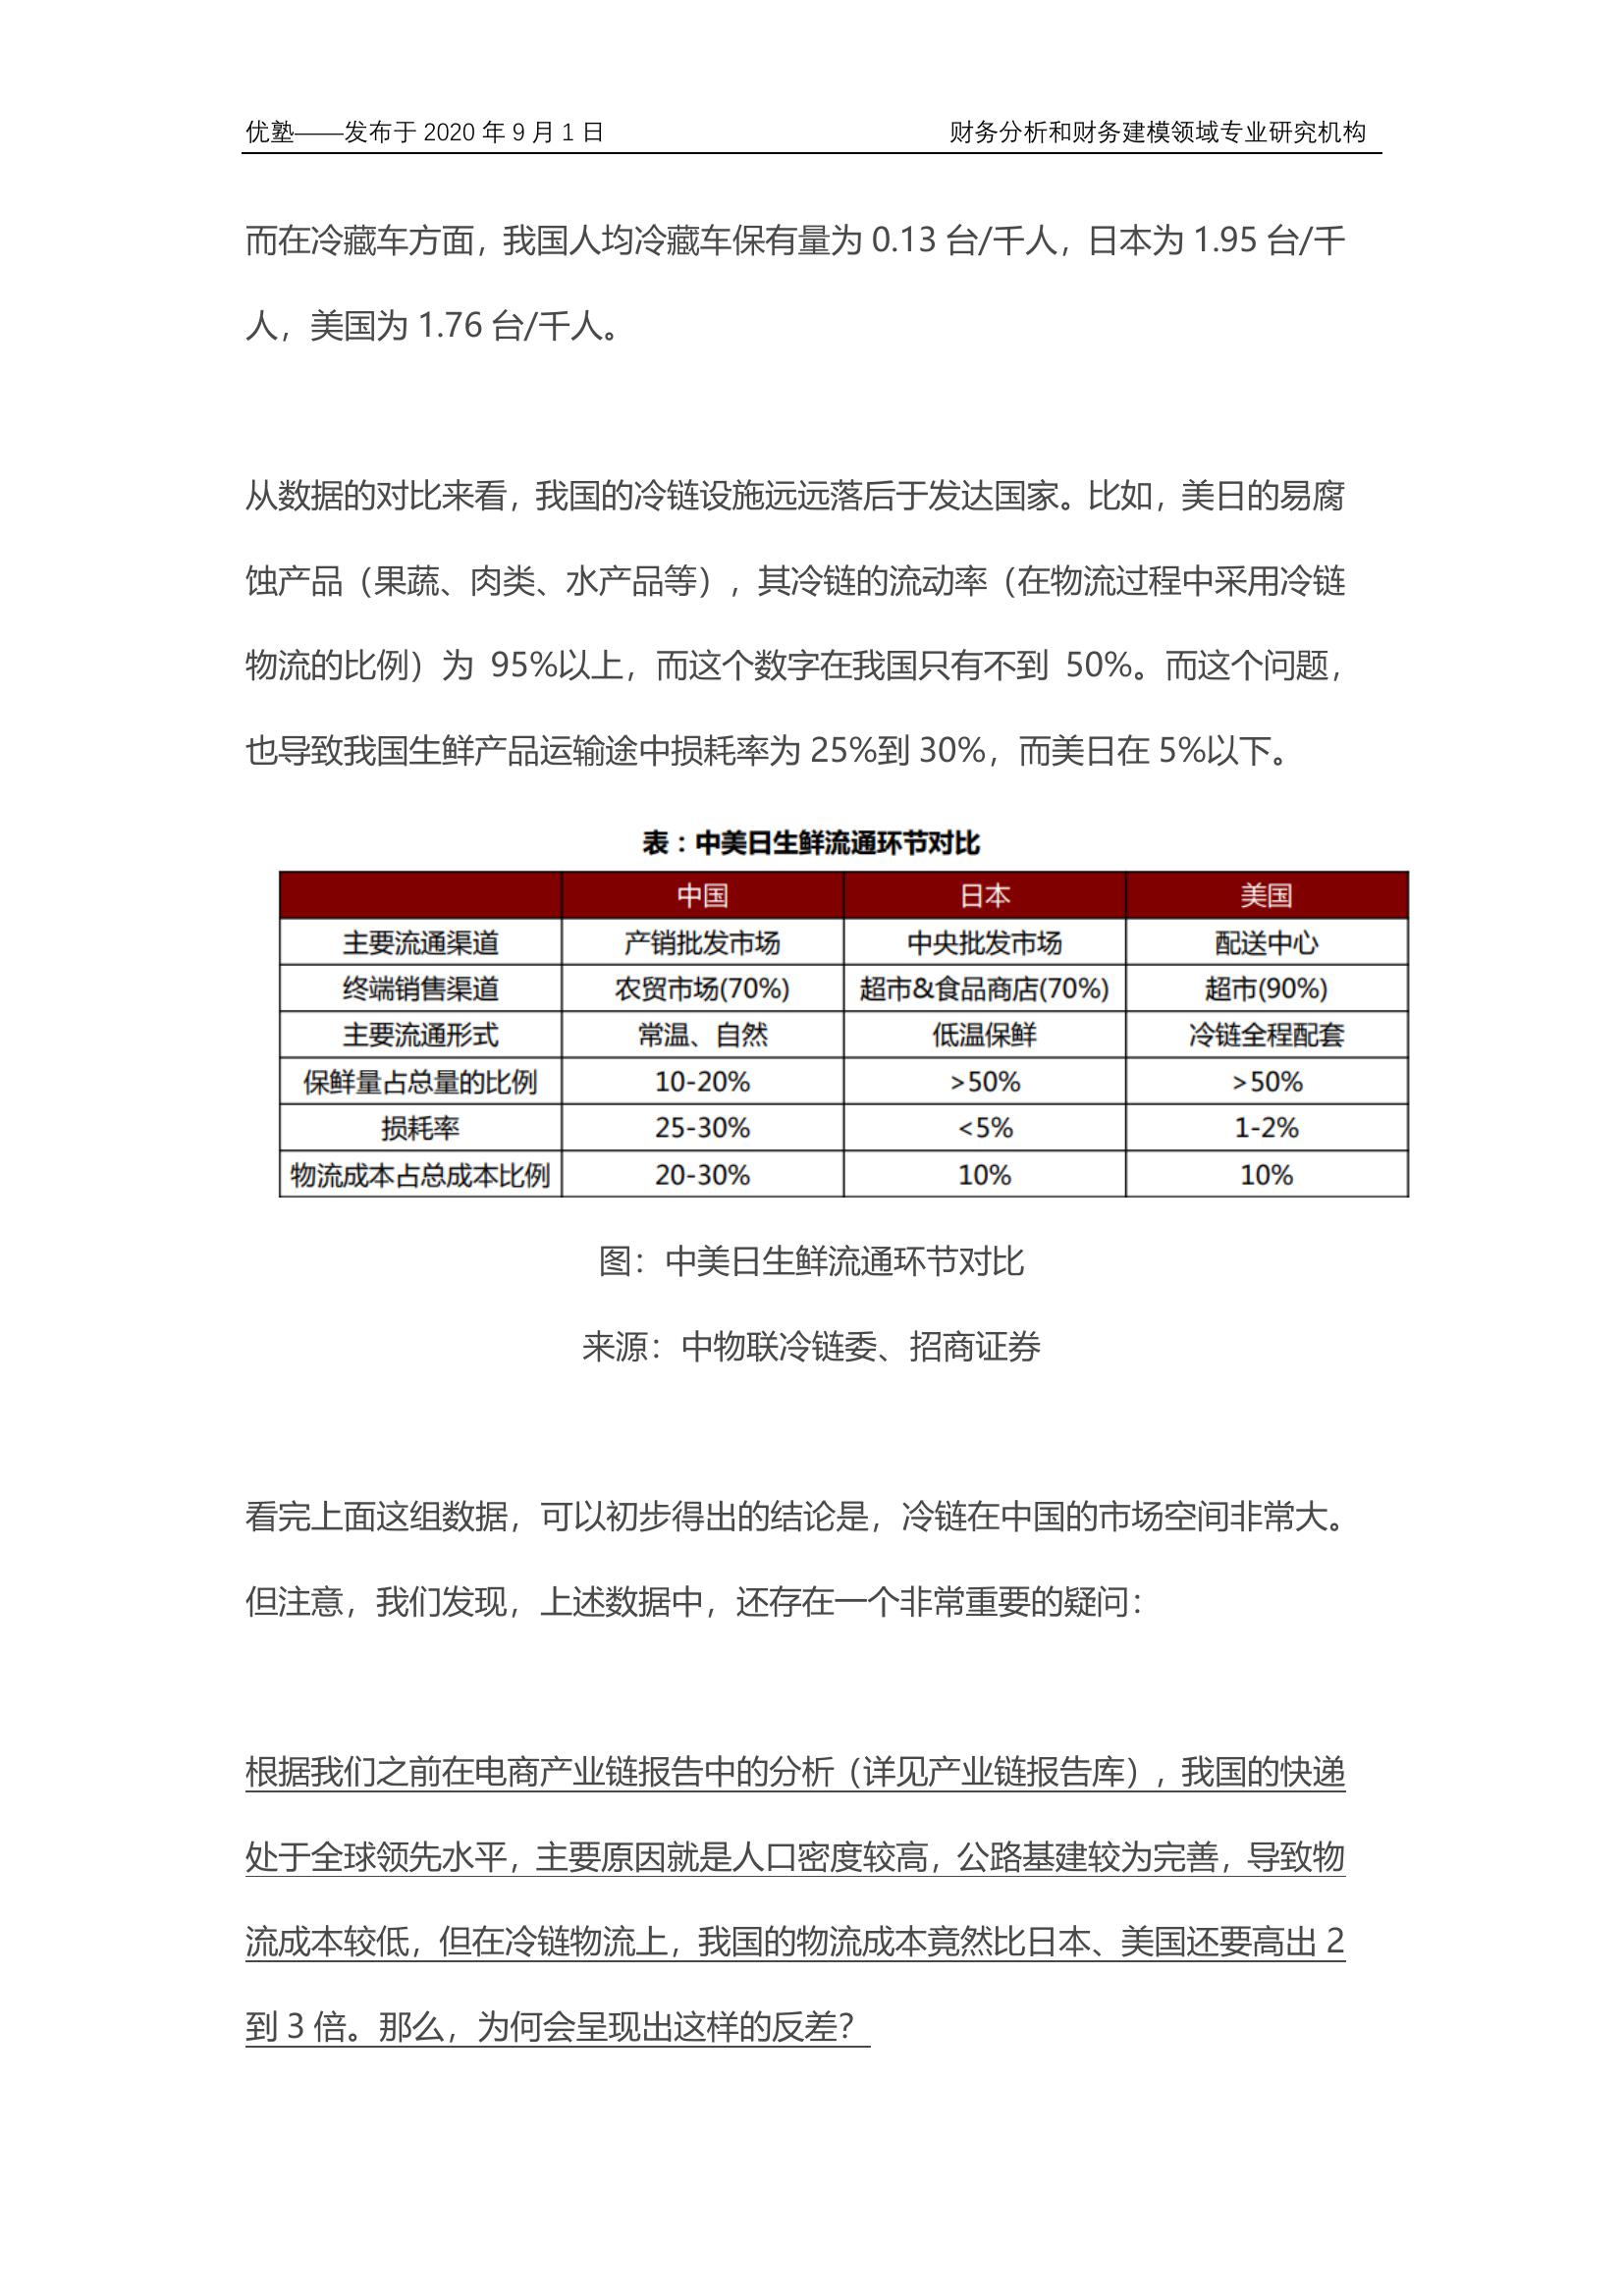 优塾——发布于 2020 年 9 月 1 日 财务分析和财务建模领域专业研究机构
而在冷藏车方面，我国人均冷藏车保有量为 0.13 台/千人，日本为 1.95 台/千
人，美国为 1.76 台/千人。
从数据的对比来看，我国的冷链设施远远落后于发达国家。比如，美日的易腐
蚀产品（果蔬、肉类、水产品等），其冷链的流动率（在物流过程中采用冷链
物流的比例）为 95%以上，而这个数字在我国只有不到 50%。而这个问题，
也导致我国生鲜产品运输途中损耗率为 25%到 30%，而美日在 5%以下。
表：中美日生鲜流通环节对比
中国 日本 美国
主要流通渠道 产销批发市场 中央批发市场 配送中心
终端销售渠道 农贸市场(70%) 超市&食品商店(70%) 超市(90%)
主要流通形式 常温、自然 低温保鲜 冷链全程配套
保鲜量占总量的比例 10-20% >50% >50%
损耗率 25-30% <5% 1-2%
物流成本占总成本比例 20-30% 10% 10%
图：中美日生鲜流通环节对比
来源：中物联冷链委、招商证券
看完上面这组数据，可以初步得出的结论是，冷链在中国的市场空间非常大。
但注意，我们发现，上述数据中，还存在一个非常重要的疑问：
根据我们之前在电商产业链报告中的分析（详见产业链报告库），我国的快递
处于全球领先水平，主要原因就是人口密度较高，公路基建较为完善，导致物
流成本较低，但在冷链物流上，我国的物流成本竟然比日本、美国还要高出 2
到 3 倍。那么，为何会呈现出这样的反差？